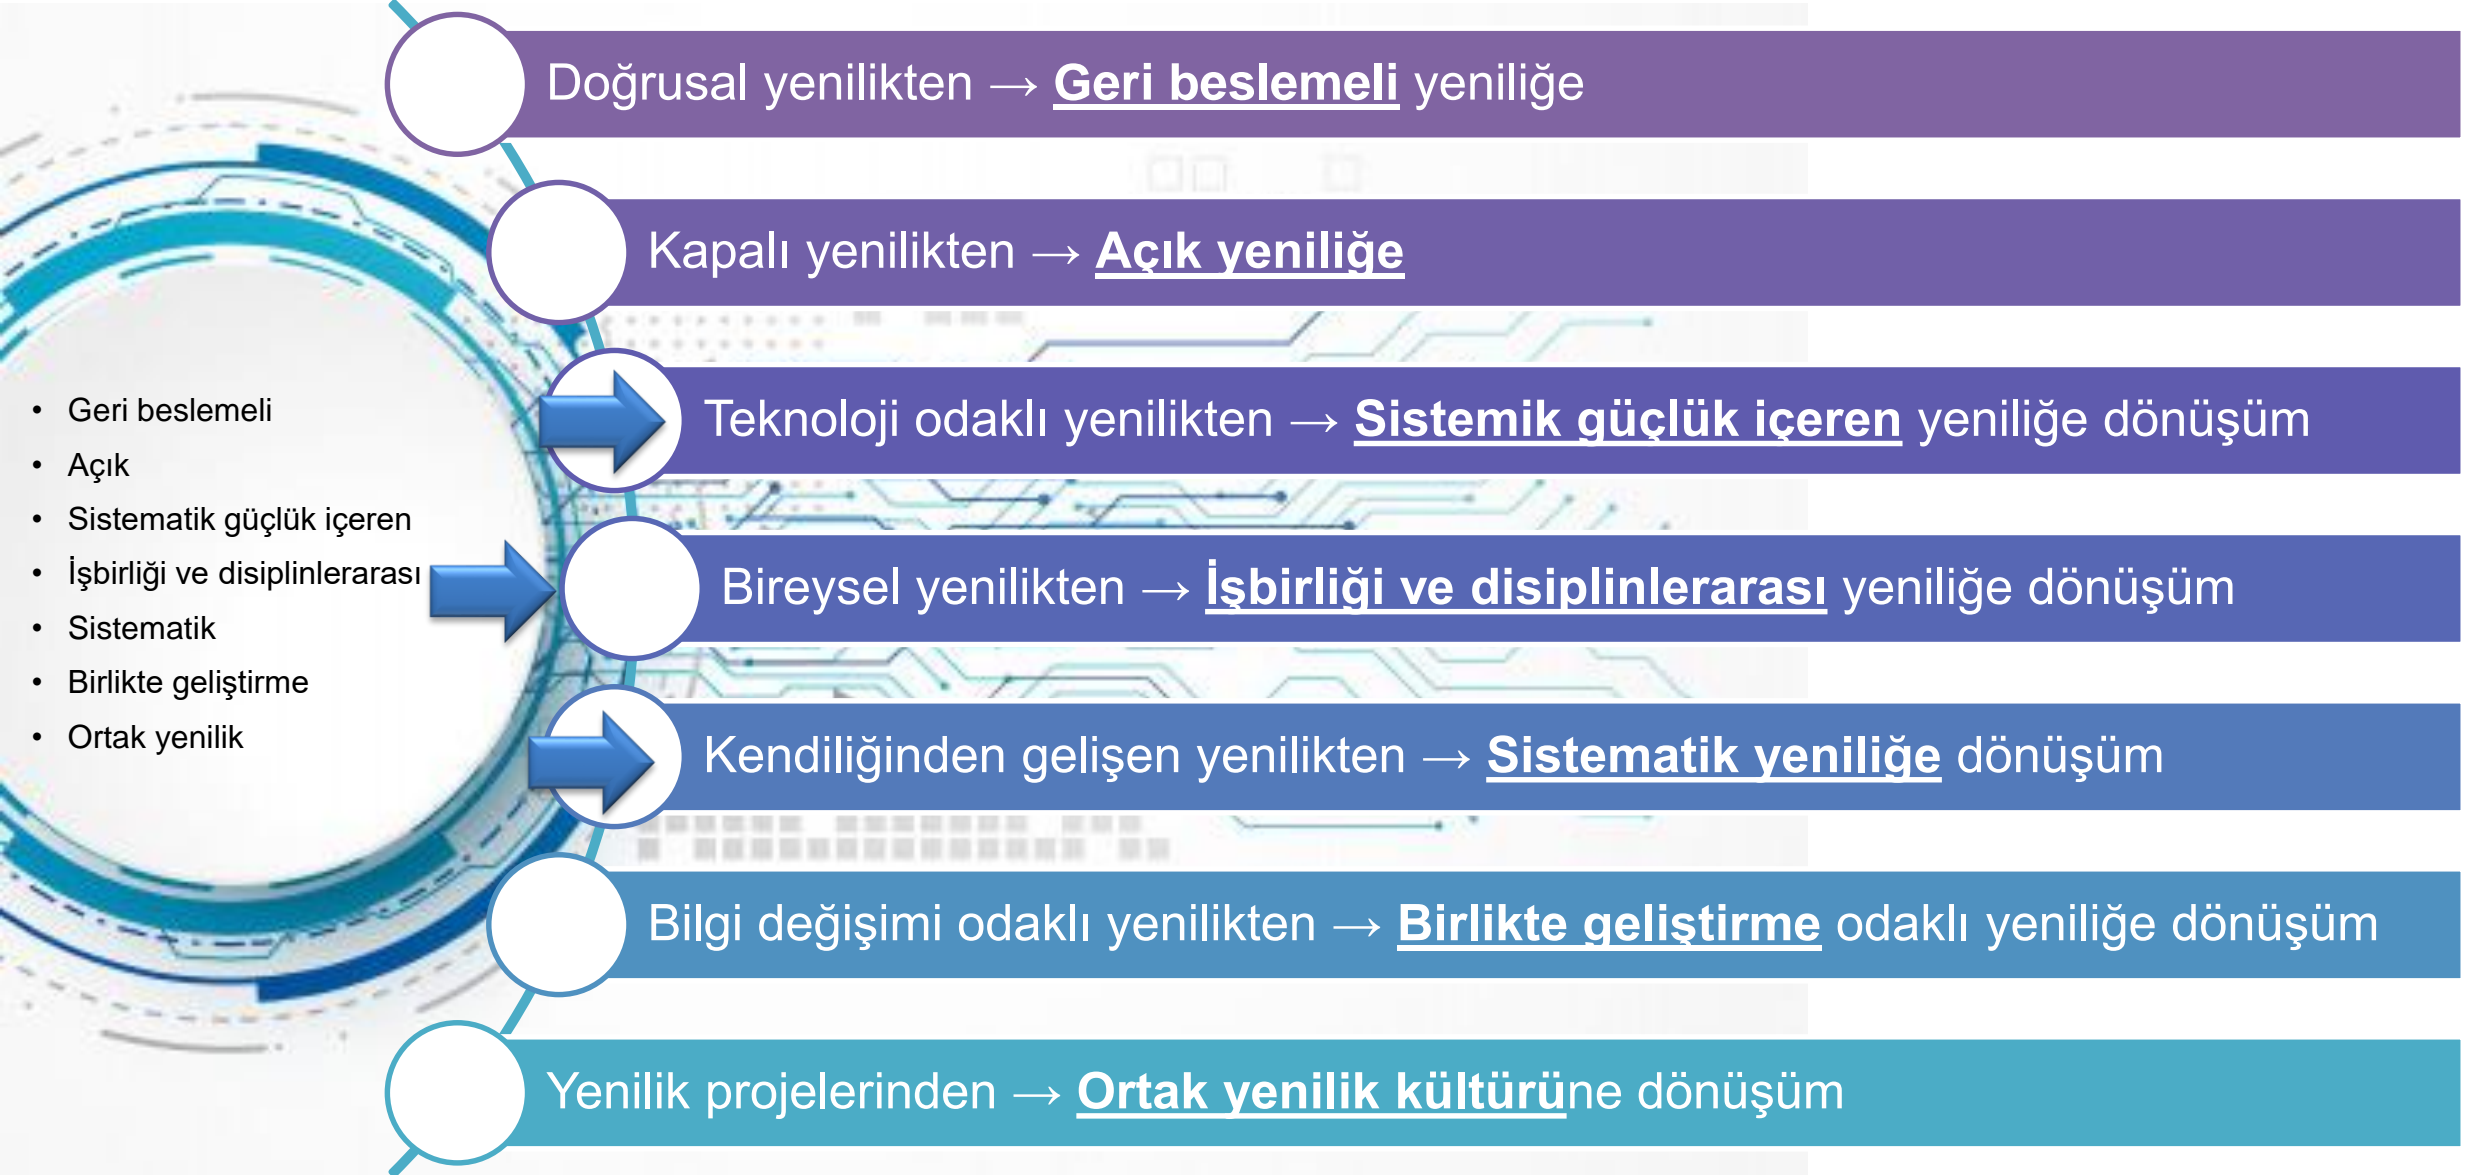 Doğrusal yenilikten → Geri beslemeli yeniliğe
Kapalı yenilikten → Açık yeniliğe
Teknoloji odaklı yenilikten → Sistemik güçlük içeren yeniliğe dönüşüm
Bireysel yenilikten → İşbirliği ve disiplinlerarası yeniliğe dönüşüm
Kendiliğinden gelişen yenilikten → Sistematik yeniliğe dönüşüm
Bilgi değişimi odaklı yenilikten → Birlikte geliştirme odaklı yeniliğe dönüşüm
Yenilik projelerinden → Ortak yenilik kültürüne dönüşüm
• Geri beslemeli
• Açık
• Sistematik güçlük içeren
• İşbirliği ve disiplinlerarası
• Sistematik
• Birlikte geliştirme
• Ortak yenilik